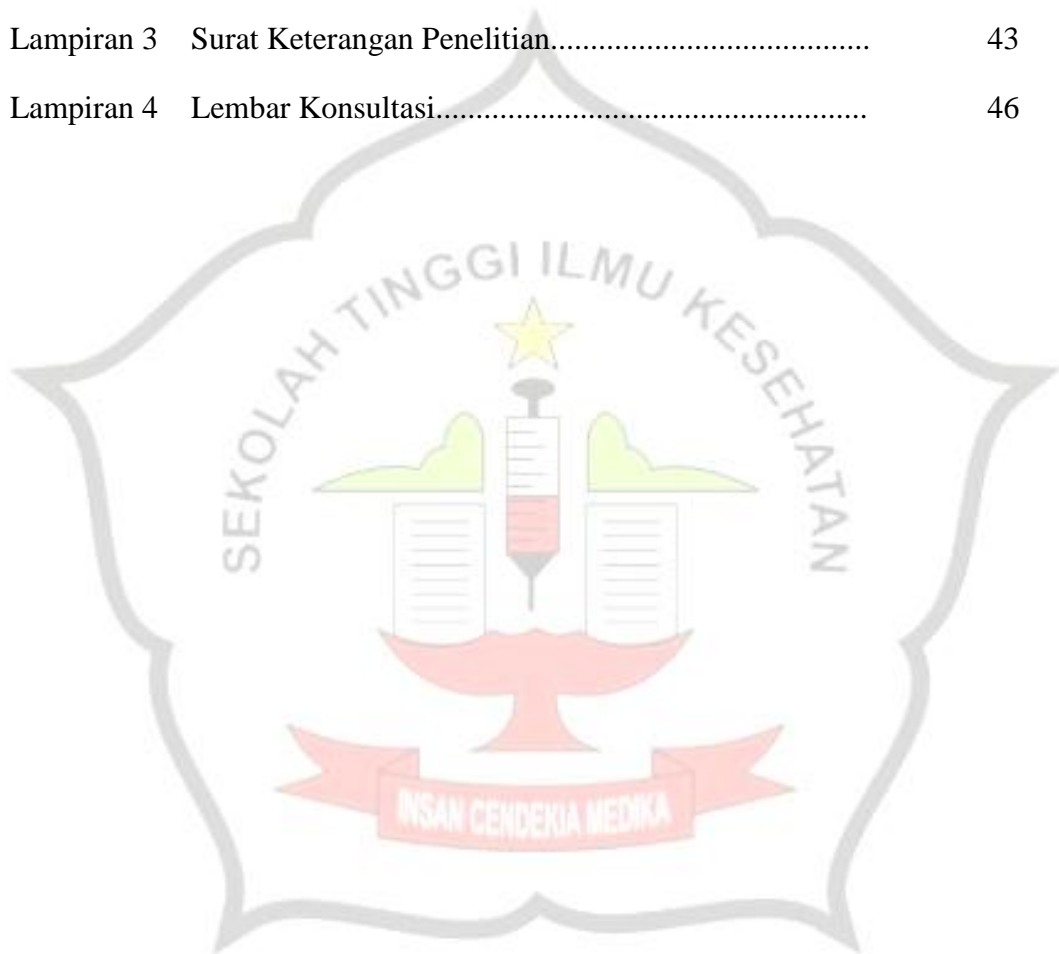 Lampiran 3 Surat Keterangan Penelitian........................................ 43
Lampiran 4 Lembar Konsultasi...................................................... 46
SEKOLAH TINGGI ILMU KESEHATAN
INSAN CENDEKIA MEDIKA